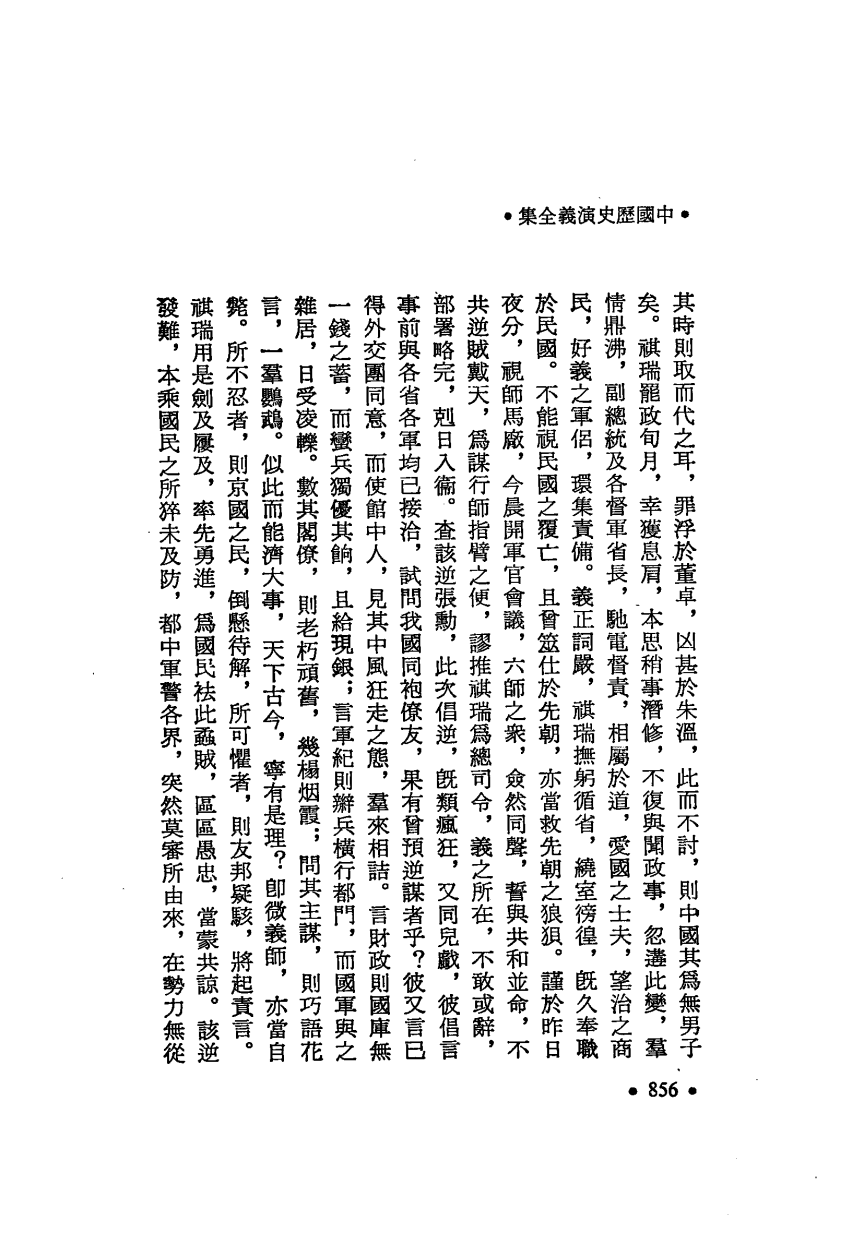 •中國歷史演義全集•
其時則取而代之耳，罪浮於董卓，凶甚於朱溫，此而不討，則中國其爲無男子
矣。祺瑞罷政旬月，幸獲息肩，本思稍事潛修，不復與聞政事，忽遘此變，羣
情鼎沸，副總統及各督軍省長，馳電督責，相屬於道，愛國之士夫，望治之商
民，好義之軍侶，環集責備。義正詞嚴，祺瑞撫躬循省，繞室徬徨，旣久奉職
於民國。不能視民國之覆亡，且曾筮仕於先朝，亦當救先朝之狼狽。謹於昨日
夜分，視師馬廠，今晨開軍官會議，六師之衆，僉然同聲，誓與共和並命，不
共逆賊戴天，爲謀行師指臂之便，謬推祺瑞爲總司令，義之所在，不敢或辭，
部署略完，剋日入衞。查該逆張勳，此次倡逆，旣類瘋狂，又同兒戲，彼倡言
事前與各省各軍均已接洽，試問我國同袍僚友，果有曾預逆謀者乎？彼又言已
得外交團同意，而使館中人，見其中風狂走之態，羣來相詰。言財政則國庫無
一錢之蓄，而蠻兵獨優其餉，且給現銀；言軍紀則辮兵橫行都門，而國軍與之
雜居，日受凌轢。數其閣僚，則老朽頑舊，幾榻烟霞；問其主謀，則巧語花
言，一羣鸚鵡。似此而能濟大事，天下古今，寧有是理？卽微義師，亦當自
斃。所不忍者，則京國之民，倒懸待解，所可懼者，則友邦疑駭，將起責言。
祺瑞用是劍及屨及，率先勇進，爲國民祛此蟊賊，區區愚忠，當蒙共諒。該逆
發難，本乘國民之所猝未及防，都中軍警各界，突然莫審所由來，在勢力無從
•856•